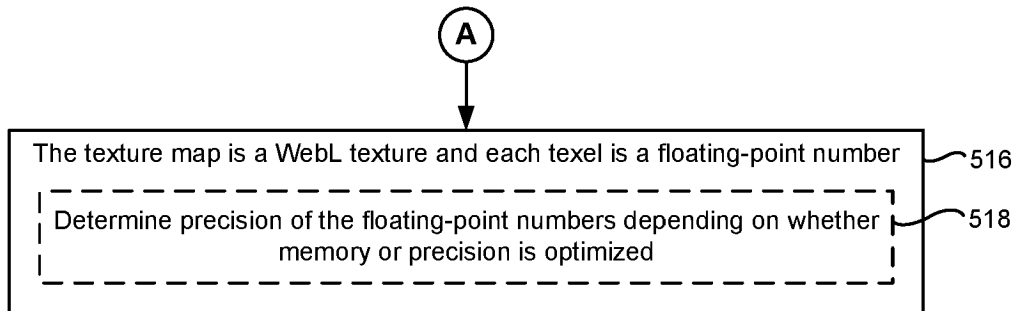 A
The texture map is a WebL texture and each texel is a floating-point number
516
Determine precision of the floating-point numbers depending on whether
518
memory or precision is optimized